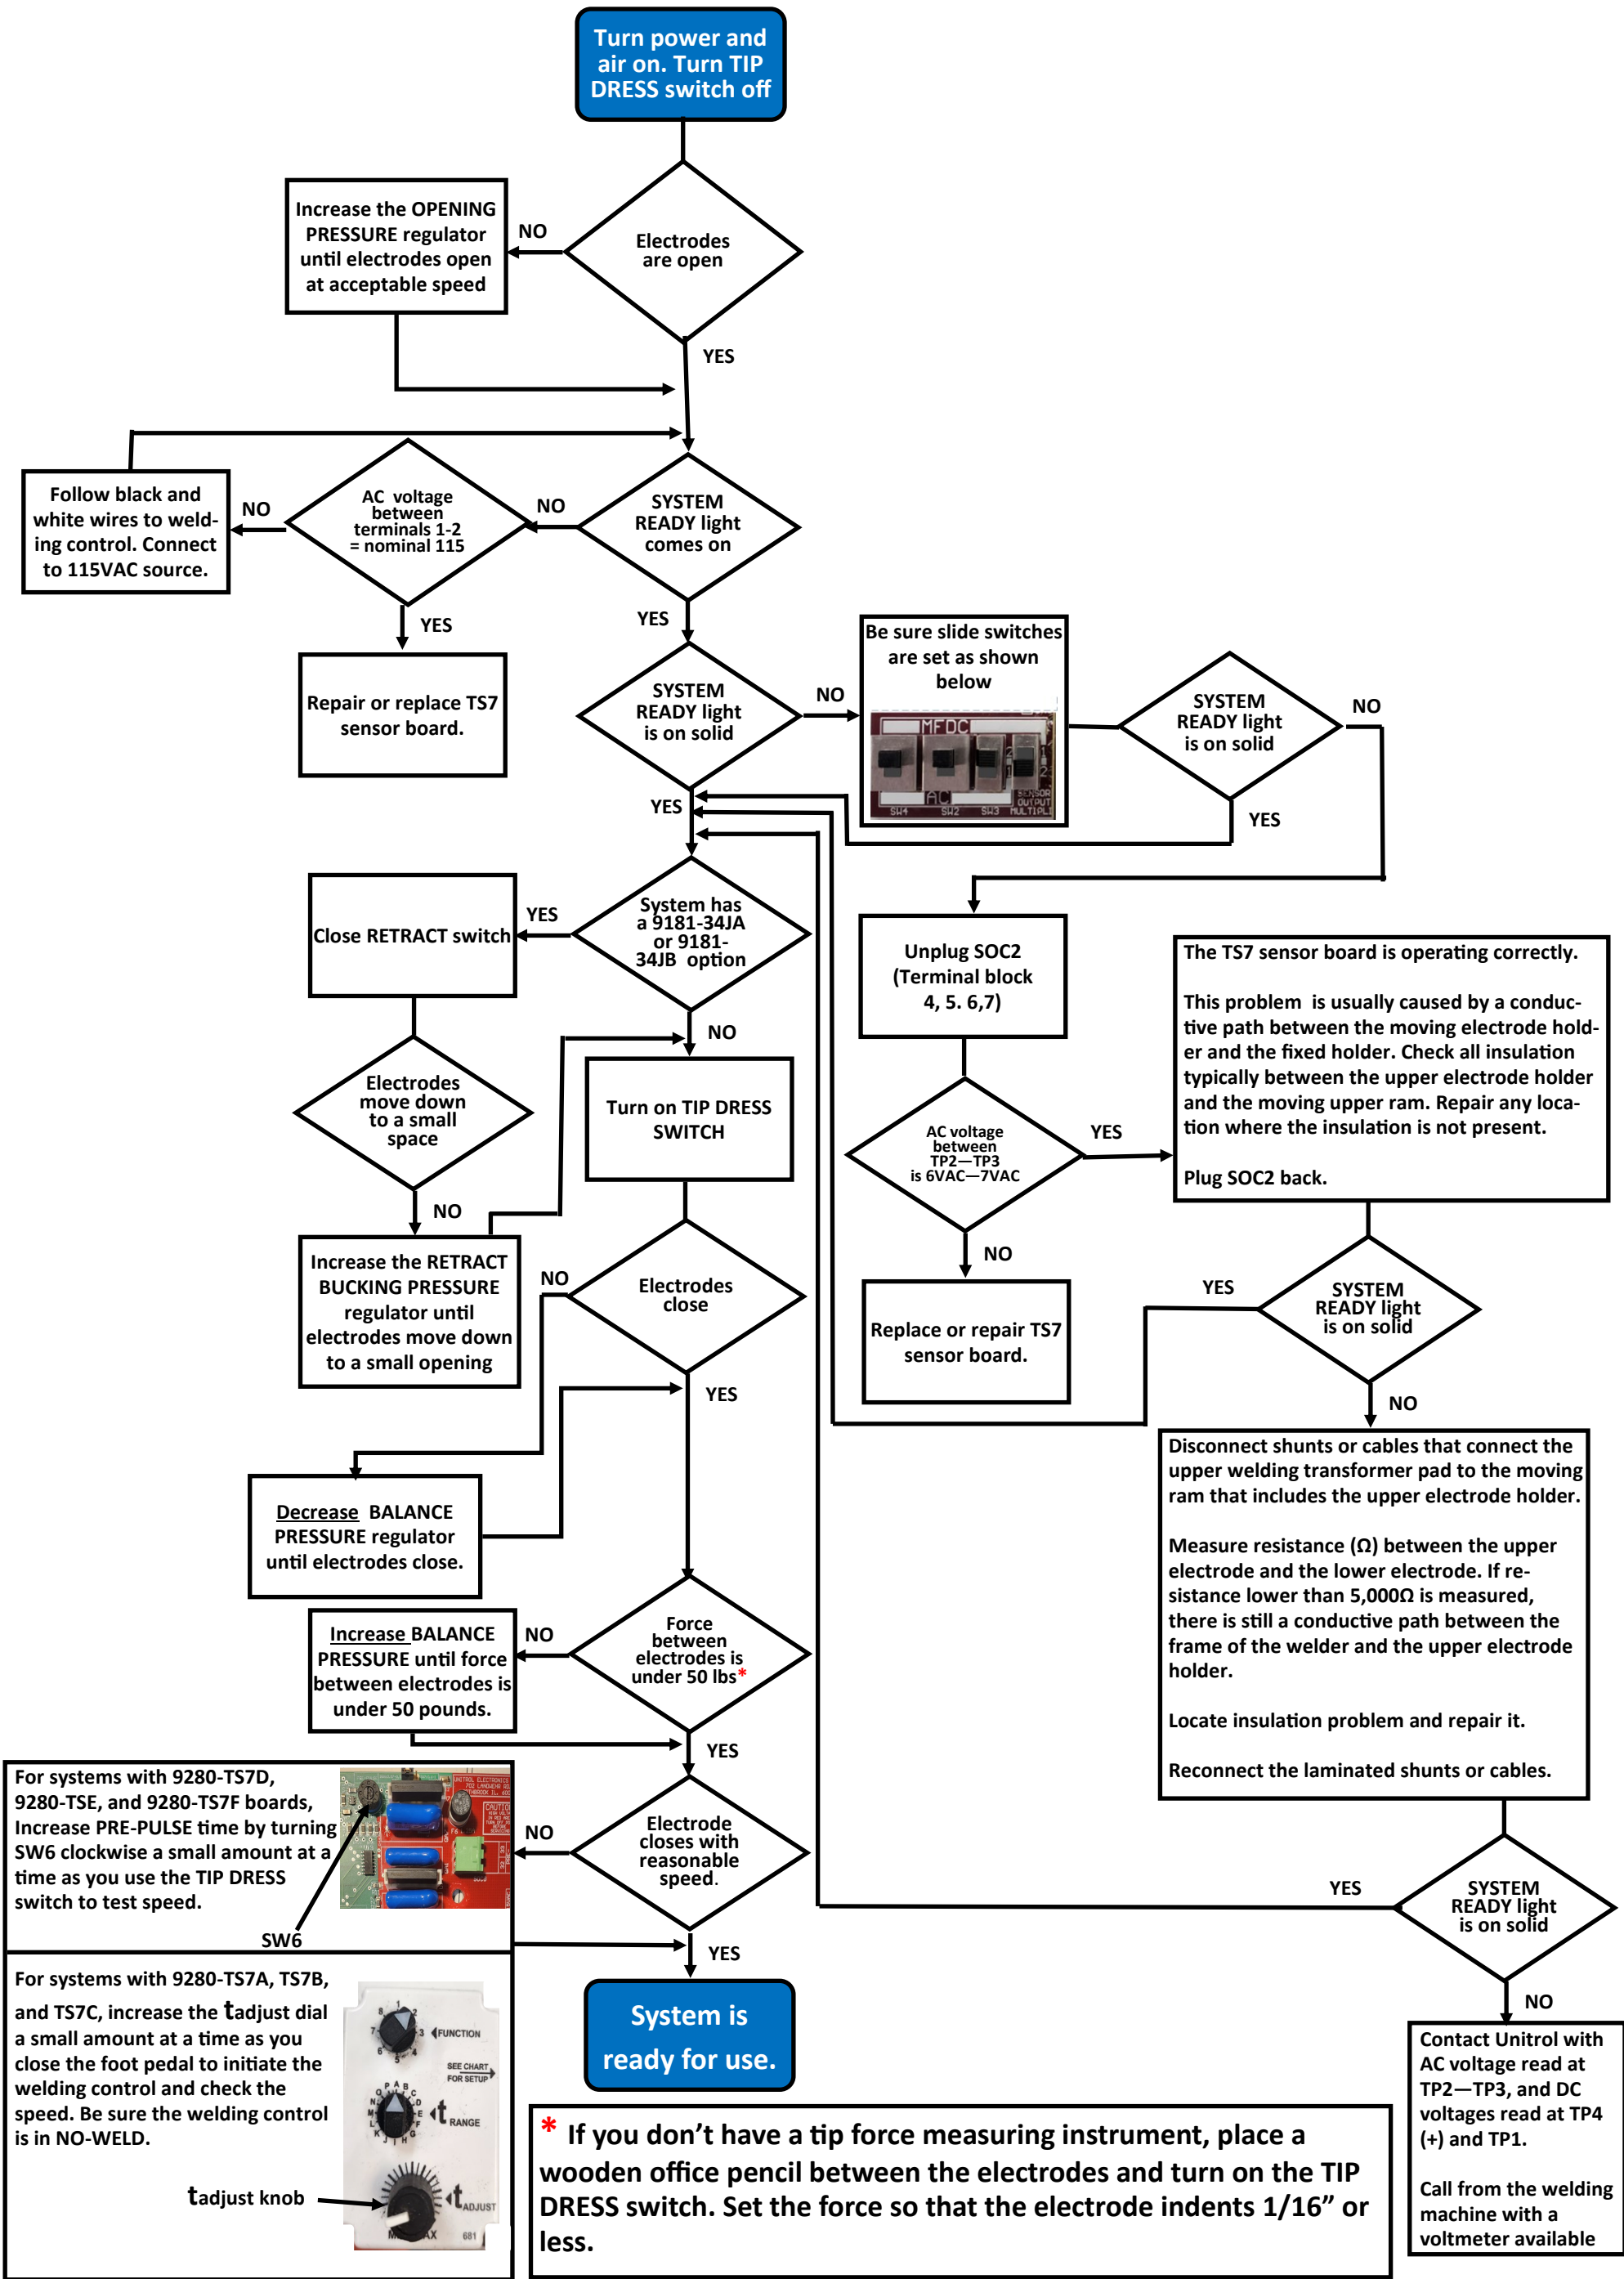 Turn power and
air on. Turn TIP
DRESS switch off
Increase the OPENING
PRESSURE regulator
until electrodes open
at acceptable speed
NO
Electrodes
are open
YES
Follow black and
white wires to weld-
ing control. Connect
to 115VAC source.
NO
AC voltage
between
terminals 1-2
= nominal 115
NO
SYSTEM
READY light
comes on
YES
YES
Repair or replace TS7
sensor board.
SYSTEM
READY light
is on solid
NO
Be sure slide switches
are set as shown
below
MFDC
AC
SW4
SW2
SW3
SENSOR
OUTPUT
SYSTEM
READY light
is on solid
NO
YES
YES
Close RETRACT switch
YES
System has
a 9181-34JA
or 9181-
34JB option
NO
Unplug SOC2
(Terminal block
4, 5. 6,7)
The TS7 sensor board is operating correctly.
This problem is usually caused by a conduc-
tive path between the moving electrode hold-
er and the fixed holder. Check all insulation
typically between the upper electrode holder
and the moving upper ram. Repair any loca-
tion where the insulation is not present.
Plug SOC2 back.
Electrodes
move down
to a small
space
NO
Turn on TIP DRESS
SWITCH
AC voltage
between
TP2—TP3
is 6VAC—7VAC
YES
NO
Increase the RETRACT
BUCKING PRESSURE
regulator until
electrodes move down
to a small opening
NO
Electrodes
close
YES
Replace or repair TS7
sensor board.
YES
SYSTEM
READY light
is on solid
NO
Decrease BALANCE
PRESSURE regulator
until electrodes close.
Disconnect shunts or cables that connect the
upper welding transformer pad to the moving
ram that includes the upper electrode holder.
Measure resistance (Ω) between the upper
electrode and the lower electrode. If re-
sistance lower than 5,000Ω is measured,
there is still a conductive path between the
frame of the welder and the upper electrode
holder.
Locate insulation problem and repair it.
Reconnect the laminated shunts or cables.
Increase BALANCE
PRESSURE until force
between electrodes is
under 50 pounds.
NO
Force
between
electrodes is
under 50 lbs*
YES
For systems with 9280-TS7D,
9280-TSE, and 9280-TS7F boards,
Increase PRE-PULSE time by turning
SW6 clockwise a small amount at a
time as you use the TIP DRESS
switch to test speed.
SW6
UNITROL ELECTRONICS
702 LANDWEHR RD
CAUTION
NO
Electrode
closes with
reasonable
speed.
YES
YES
SYSTEM
READY light
is on solid
NO
For systems with 9280-TS7A, TS7B,
and TS7C, increase the tadjust dial
a small amount at a time as you
close the foot pedal to initiate the
welding control and check the
speed. Be sure the welding control
is in NO-WELD.
tadjust knob
1
2
3
4
5
6
7
8
FUNCTION
SEE CHART
FOR SETUP
A B C D E F G H I J K L M N O P
t RANGE
t ADJUST
681
System is
ready for use.
Contact Unitrol with
AC voltage read at
TP2—TP3, and DC
voltages read at TP4
(+) and TP1.
Call from the welding
machine with a
voltmeter available
* If you don’t have a tip force measuring instrument, place a
wooden office pencil between the electrodes and turn on the TIP
DRESS switch. Set the force so that the electrode indents 1/16” or
less.